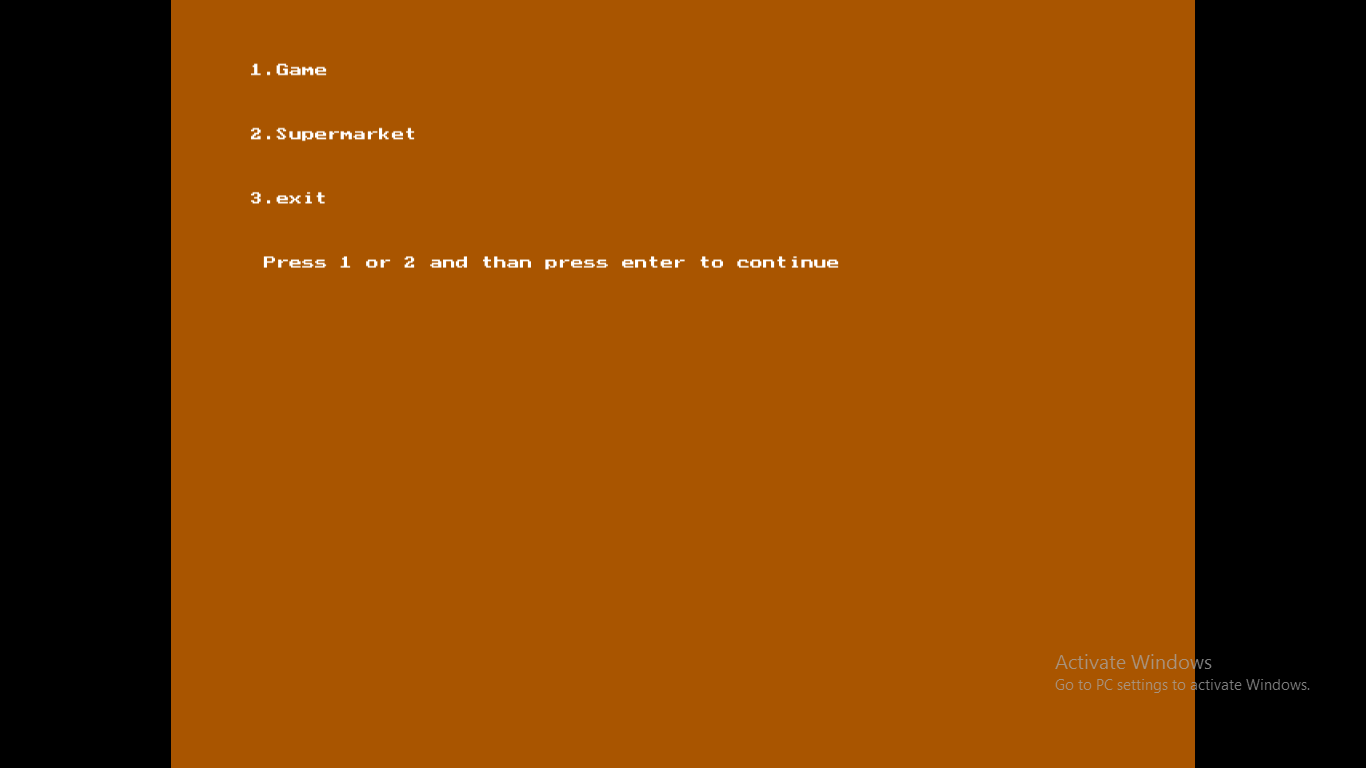 1.Game
2.Supermarket
3.exit
Press 1 or 2 and than press enter to continue
Activate Windows
Go to PC settings to activate Windows.